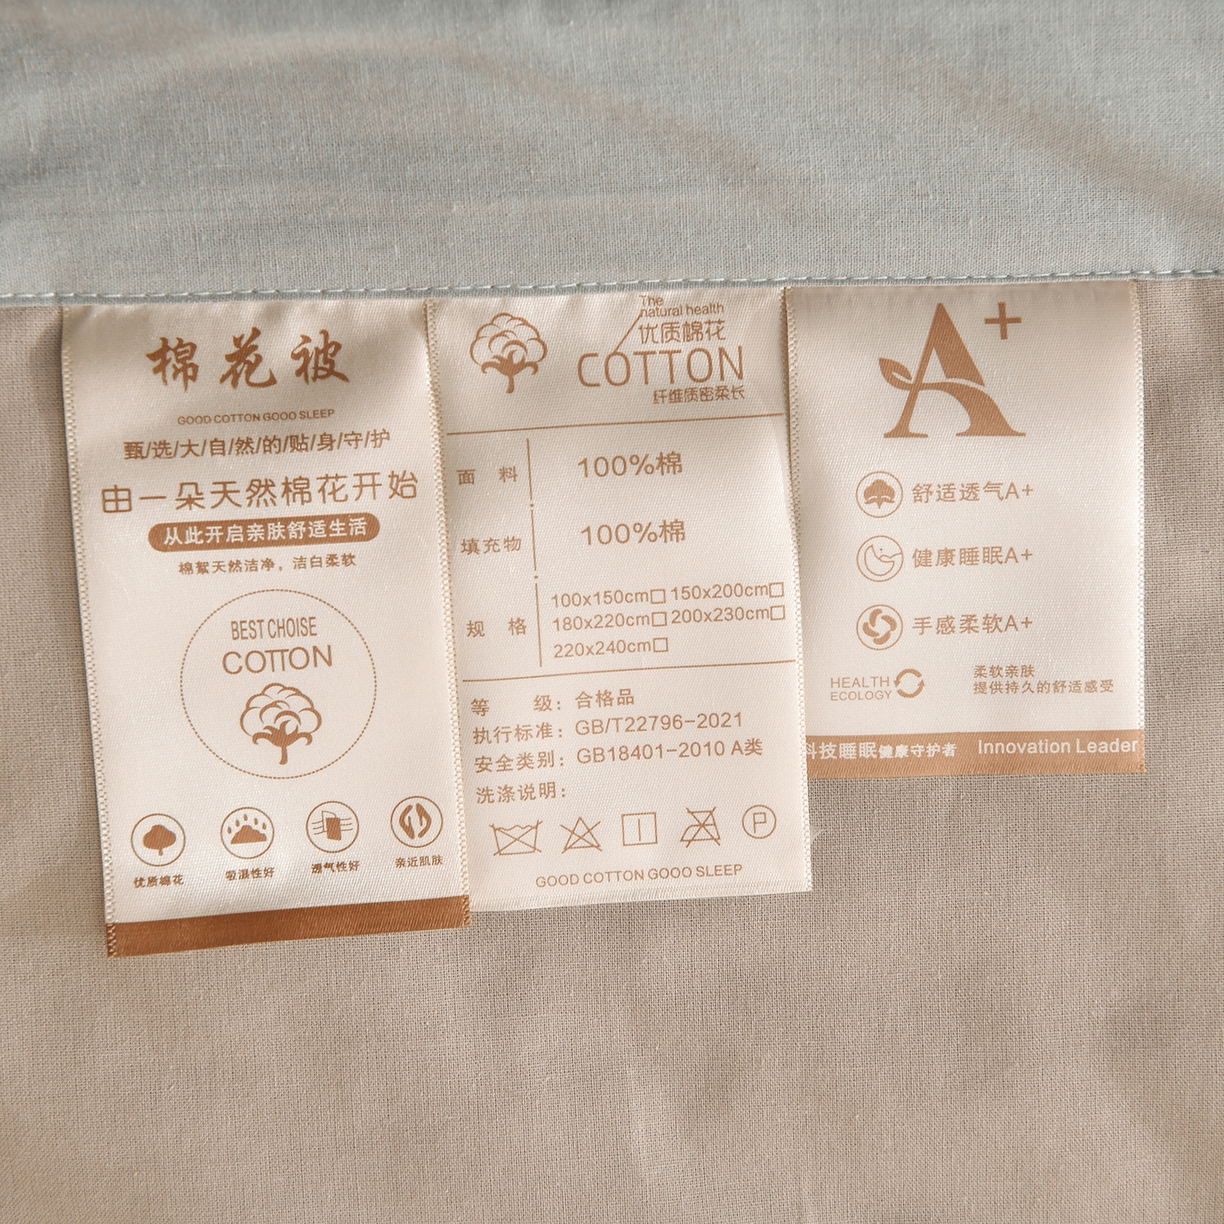 棉花被
GOOD COTTON GOOO SLEEP
甄/选/大/自/然/的/贴/身/守/护
由一朵天然棉花开始
从此开启亲肤舒适生活
棉絮天然洁净，洁白柔软
BEST CHOISE
COTTON
优质棉花
吸湿性好
透气性好
亲近肌肤
The
natural health
优质棉花
COTTON
纤维质密柔长
面 料 100%棉
填充物 100%棉
规 格
100x150cm□ 150x200cm□
180x220cm□ 200x230cm□
220x240cm□
等 级：合格品
执行标准：GB/T22796-2021
安全类别：GB18401-2010 A类
洗涤说明：
P
GOOD COTTON GOOO SLEEP
A+
舒适透气A+
健康睡眠A+
手感柔软A+
HEALTH
ECOLOGY
柔软亲肤
提供持久的舒适感受
科技睡眠健康守护者 Innovation Leader